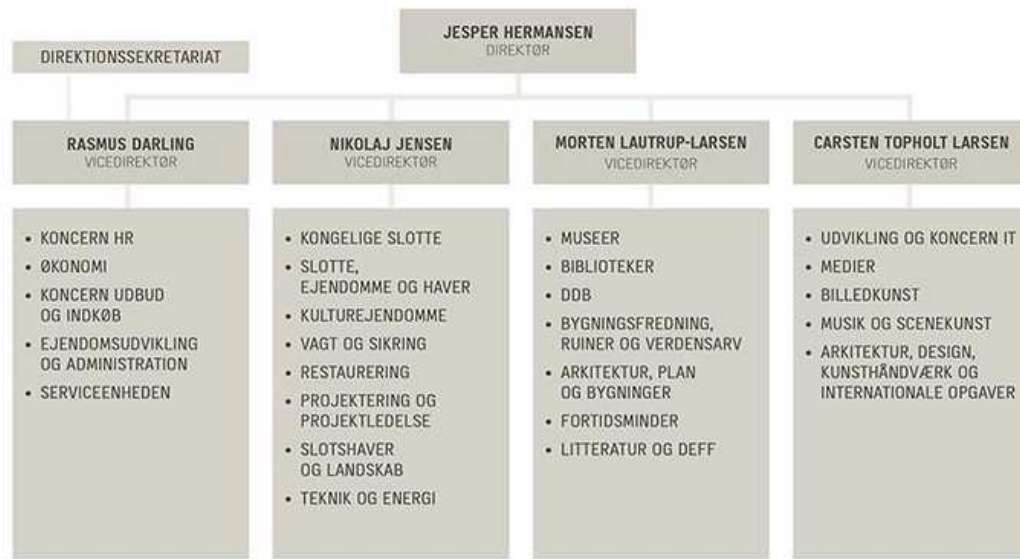 JESPER HERMANSEN
DIREKTØR
DIREKTIONSSEKRETARIAT
RASMUS DARLING
VICEDIREKTØR
• KONCERN HR
• ØKONOMI
• KONCERN UDBUD
OG INDKØB
• EJENDOMSUDVIKLING
OG ADMINISTRATION
• SERVICEENHEDEN
NIKOLAJ JENSEN
VICEDIREKTØR
• KONGELIGE SLOTTE
• SLOTTE,
EJENDOMME OG HAVER
• KULTUREJENDOMME
• VAGT OG SIKRING
• RESTAURERING
• PROJEKTERING OG
PROJEKTLEDELSE
• SLOTSHAVER
OG LANDSKAB
• TEKNIK OG ENERGI
MORTEN LAUTRUP-LARSEN
VICEDIREKTØR
• MUSEER
• BIBLIOTEKER
• DDB
• BYGNINGSFREDNING,
RUINER OG VERDENSARV
• ARKITEKTUR, PLAN
OG BYGNINGER
• FORTIDSMINDER
• LITTERATUR OG DEFF
CARSTEN TOPHOLT LARSEN
VICEDIREKTØR
• UDVIKLING OG KONCERN IT
• MEDIER
• BILLEDKUNST
• MUSIK OG SCENEKUNST
• ARKITEKTUR, DESIGN,
KUNSTHÅNDVÆRK OG
INTERNATIONALE OPGAVER